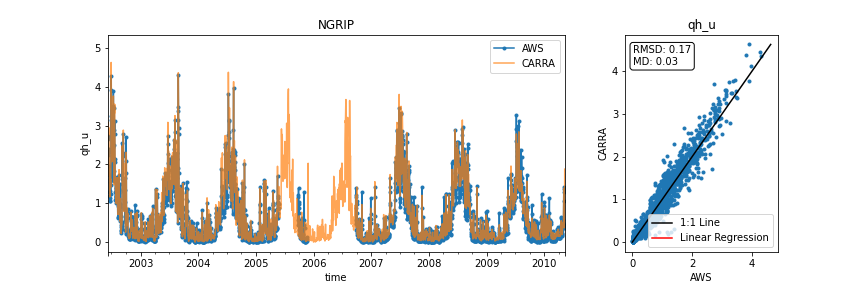 NGRIP
qh_u
5
4
3
2
1
0
qh_u
AWS
CARRA
2003
2004
2005
2006
2007
2008
2009
2010
time
RMSD: 0.17
MD: 0.03
4
3
2
1
0
CARRA
1:1 Line
Linear Regression
0
2
4
AWS